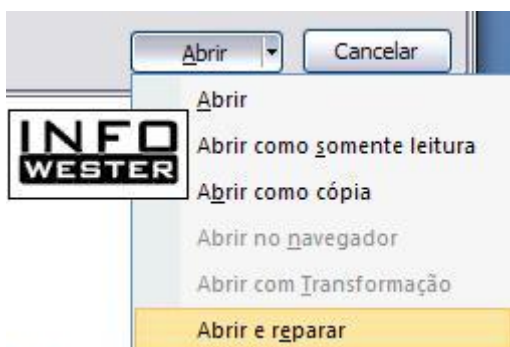 Abrir
Cancelar
Abrir
INFO
WESTER
Abrir como somente leitura
Abrir como cópia
Abrir no navegador
Abrir com Transformação
Abrir e reparar